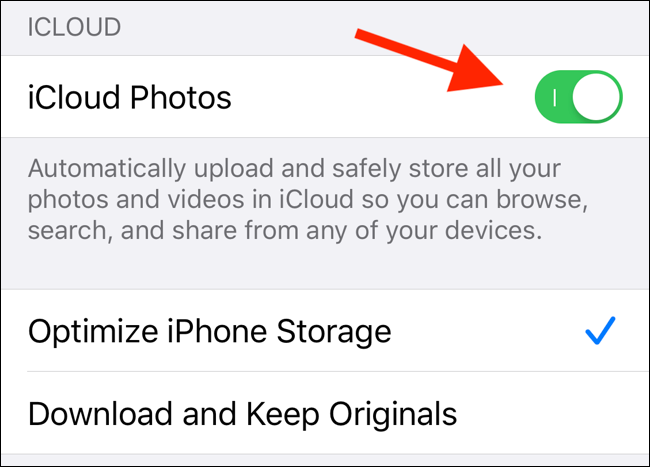 ICLOUD
iCloud Photos
Automatically upload and safely store all your
photos and videos in iCloud so you can browse,
search, and share from any of your devices.
Optimize iPhone Storage
Download and Keep Originals